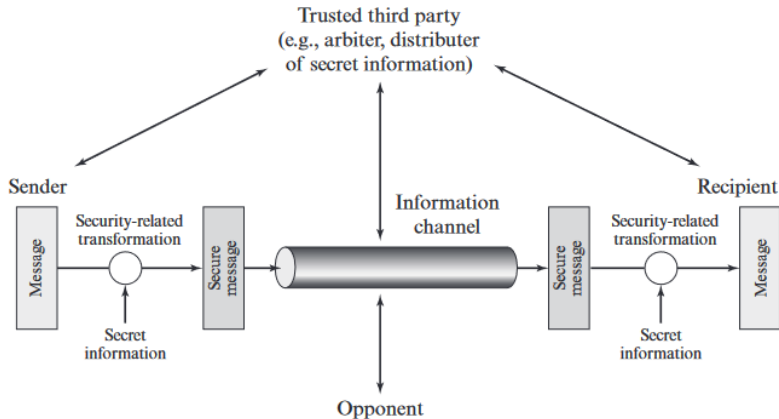 Trusted third party
(e.g., arbiter, distributer
of secret information)
Sender
Recipient
Information
channel
Security-related
transformation
Security-related
transformation
Message
Secure
message
Secure
message
Message
Secret
information
Secret
information
Opponent